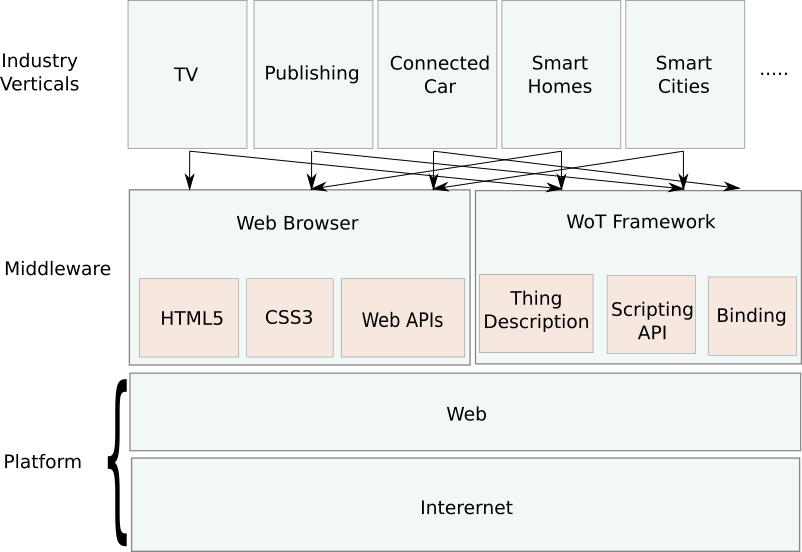 Industry
Verticals
TV
Publishing
Connected
Car
Smart
Homes
Smart
Cities
.....
Middleware
Web Browser
HTML5
CSS3
Web APIs
WoT Framework
Thing
Description
Scripting
API
Binding
Platform
Web
Interernet